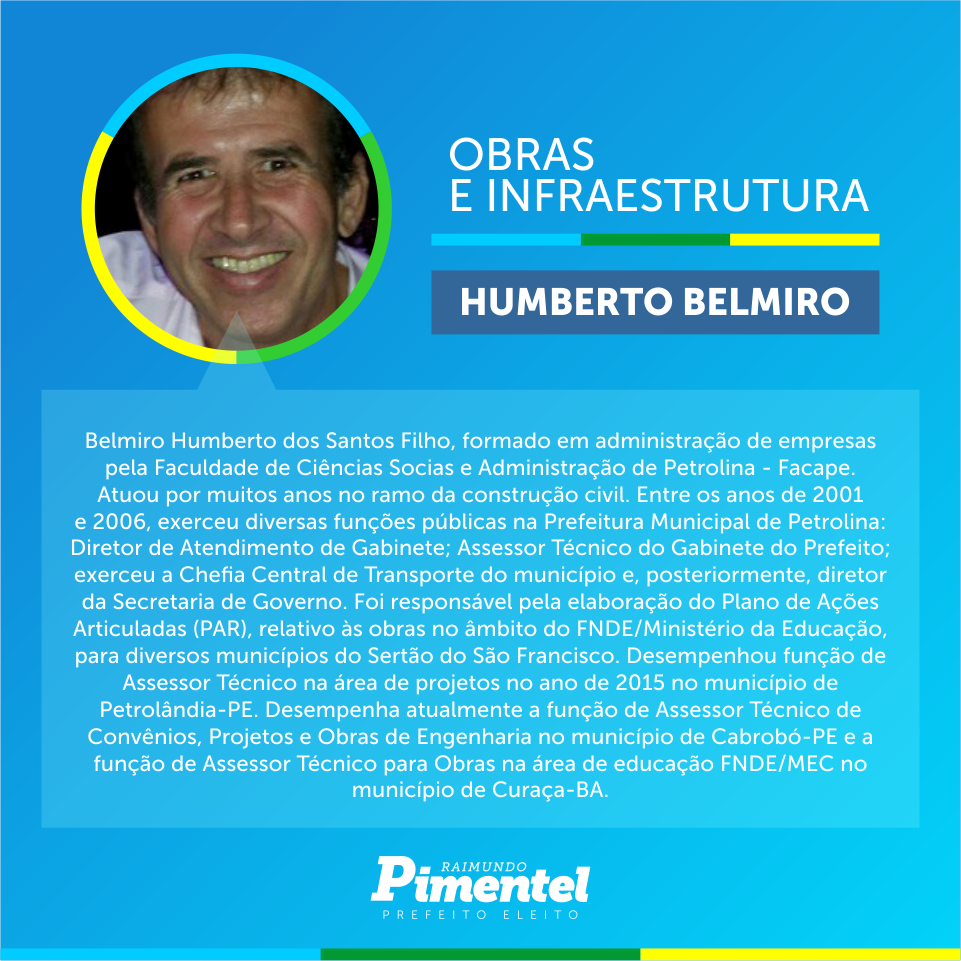 OBRAS
E INFRAESTRUTURA
HUMBERTO BELMIRO
Belmiro Humberto dos Santos Filho, formado em administração de empresas
pela Faculdade de Ciências Socias e Administração de Petrolina - Facape.
Atuou por muitos anos no ramo da construção civil. Entre os anos de 2001
e 2006, exerceu diversas funções públicas na Prefeitura Municipal de Petrolina:
Diretor de Atendimento de Gabinete; Assessor Técnico do Gabinete do Prefeito;
exerceu a Chefia Central de Transporte do município e, posteriormente, diretor
da Secretaria de Governo. Foi responsável pela elaboração do Plano de Ações
Articuladas (PAR), relativo às obras no âmbito do FNDE/Ministério da Educação,
para diversos municípios do Sertão do São Francisco. Desempenhou função de
Assessor Técnico na área de projetos no ano de 2015 no município de
Petrolândia-PE. Desempenha atualmente a função de Assessor Técnico de
Convênios, Projetos e Obras de Engenharia no município de Cabrobó-PE e a
função de Assessor Técnico para Obras na área de educação FNDE/MEC no
município de Curaça-BA.
RAIMUNDO
Pimentel
PREFEITO ELEITO